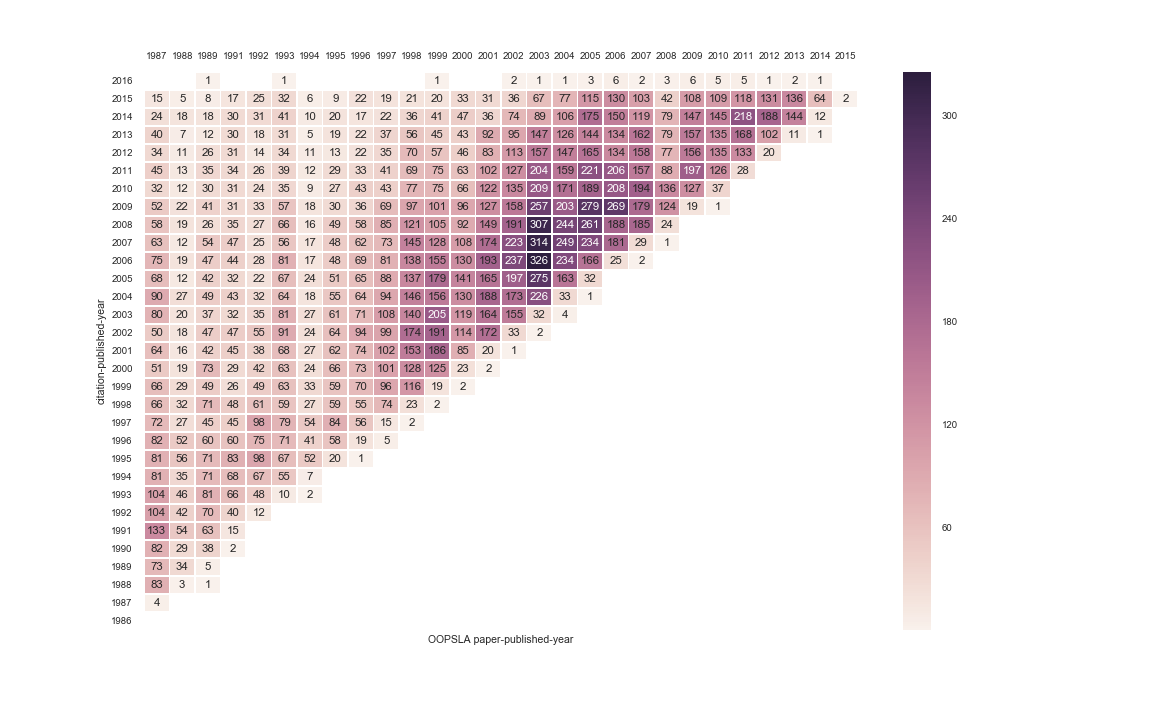 1987 1988 1989 1991 1992 1993 1994 1995 1996 1997 1998 1999 2000 2001 2002 2003 2004 2005 2006 2007 2008 2009 2010 2011 2012 2013 2014 2015
2016 1 1 1 2 1 1 3 6 2 3 6 5 5 1 2 1
2015 15 5 8 17 25 32 6 9 22 19 21 20 33 31 36 67 77 115 130 103 42 108 109 118 131 136 64 2
2014 24 18 18 30 31 41 10 20 17 22 36 41 47 36 74 89 106 175 150 119 79 147 145 218 188 144 12
2013 40 7 12 30 18 31 5 19 22 37 56 45 43 92 95 147 126 144 134 162 79 157 135 168 102 11 1
2012 34 11 26 31 14 34 11 13 22 35 70 57 46 83 113 157 147 165 134 158 77 156 135 133 20
2011 45 13 35 34 26 39 12 29 33 41 69 75 63 102 127 204 159 221 206 157 88 197 126 28
2010 32 12 30 31 24 35 9 27 43 43 77 75 66 122 135 209 171 189 208 194 136 127 37
2009 52 22 41 31 33 57 18 30 36 69 97 101 96 127 158 257 203 279 269 179 124 19 1
2008 58 19 26 35 27 66 16 49 58 85 121 105 92 149 191 307 244 261 188 185 24
2007 63 12 54 47 25 56 17 48 62 73 145 128 108 174 223 314 249 234 181 29 1
2006 75 19 47 44 28 81 17 48 69 81 138 155 130 193 237 326 234 166 25 2
2005 68 12 42 32 22 67 24 51 65 88 137 179 141 165 197 275 163 32
2004 90 27 49 43 32 64 18 55 64 94 146 156 130 188 173 226 33 1
2003 80 20 37 32 35 81 27 61 71 108 140 205 119 164 155 32 4
2002 50 18 47 47 55 91 24 64 94 99 174 191 114 172 33 2
2001 64 16 42 45 38 68 27 62 74 102 153 186 85 20 1
2000 51 19 73 29 42 63 24 66 73 101 128 125 23 2
1999 66 29 49 26 49 63 33 59 70 96 116 19 2
1998 66 32 71 48 61 59 27 59 55 74 23 2
1997 72 27 45 45 98 79 54 84 56 15 2
1996 82 52 60 60 75 71 41 58 19 5
1995 81 56 71 83 98 67 52 20 1
1994 81 35 71 68 67 55 7
1993 104 46 81 66 48 10 2
1992 104 42 70 40 12
1991 133 54 63 15
1990 82 29 38 2
1989 73 34 5
1988 83 3 1
1987 4
1986
citation-published-year
OOPSLA paper-published-year
300
240
180
120
60